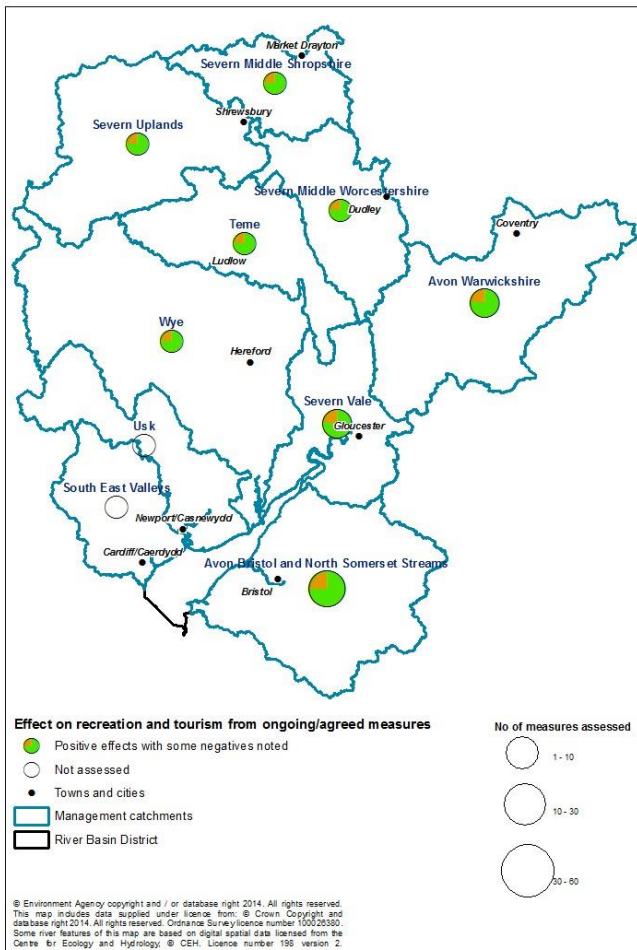 Market Drayton
Severn Middle Shropshire
Shrewsbury
Severn Uplands
Severn Middle Worcestershire
Dudley
Teme
Ludlow
Coventry
Avon Warwickshire
Wye
Hereford
Severn Vale
Gloucester
Usk
South East Valleys
Newport/Casnewydd
Cardiff/Caerdydd
Avon Bristol and North Somerset Streams
Bristol
Effect on recreation and tourism from ongoing/agreed measures
Positive effects with some negatives noted
Not assessed
Towns and cities
Management catchments
River Basin District
No of measures assessed
1 - 10
10 - 30
30 - 60
© Environment Agency copyright and / or database right 2014. All rights reserved.
This map includes data supplied under licence from: © Crown Copyright and
database right 2014. All rights reserved. Ordnance Survey licence number 100026380.
Some river features of this map are based on digital spatial data licensed from the
Centre for Ecology and Hydrology, © CEH. Licence number 198 version 2.